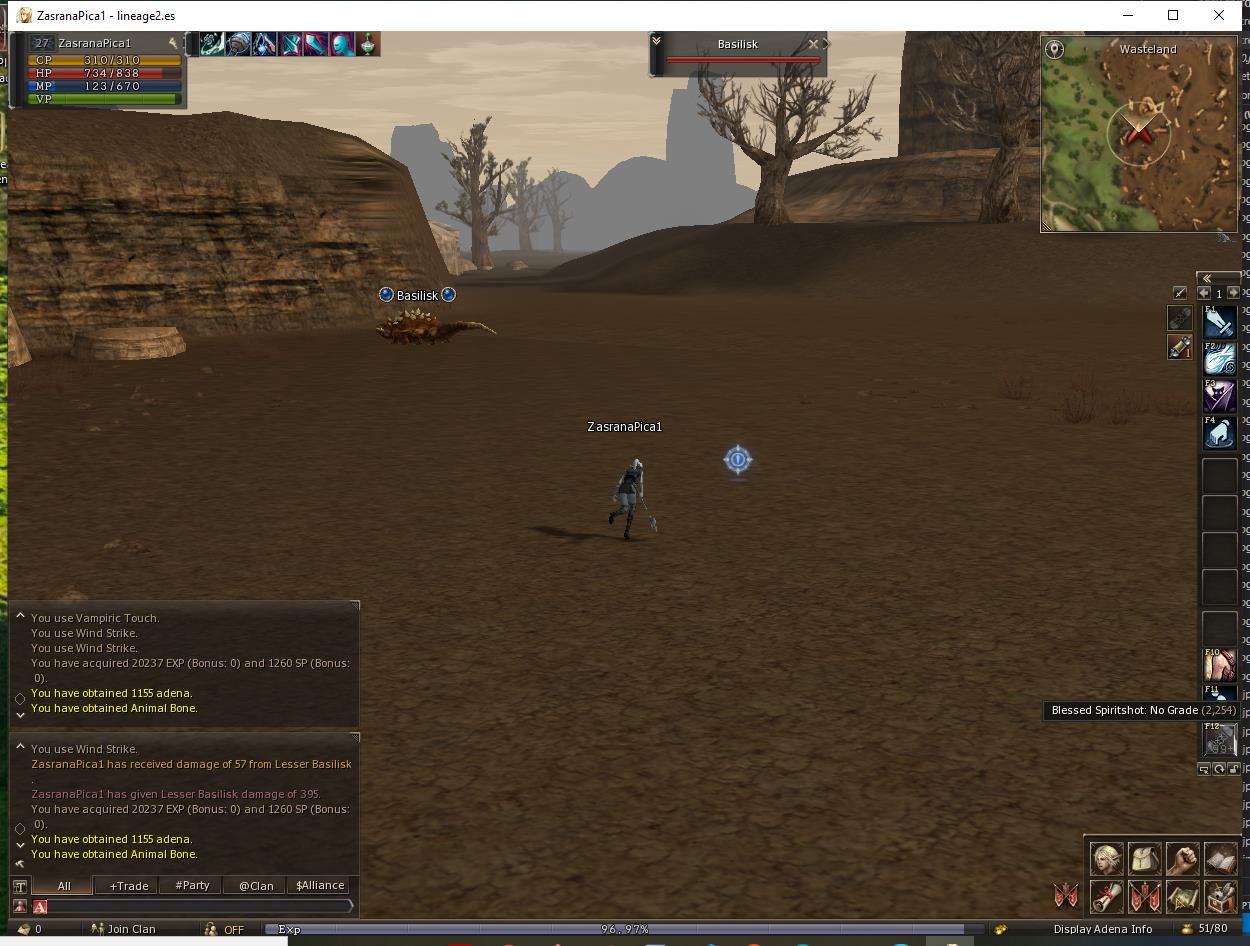 ZasranaPica1 - lineage2.es
27 ZasranaPica1
CP 310/310
HP 734/838
MP 123/670
VP
Basilisk
Wasteland
Basilisk
1
F1
F2
F3
1
F4
ZasranaPica1
You use Vampiric Touch.
You use Wind Strike.
You use Wind Strike.
You have acquired 20237 EXP (Bonus: 0) and 1260 SP (Bonus:
0).
You have obtained 1155 adena.
You have obtained Animal Bone.
F10
F11
Blessed Spiritshot: No Grade (2,254)
F12
99+
You use Wind Strike.
ZasranaPica1 has received damage of 57 from Lesser Basilisk
.
ZasranaPica1 has given Lesser Basilisk damage of 395.
You have acquired 20237 EXP (Bonus: 0) and 1260 SP (Bonus:
0).
You have obtained 1155 adena.
You have obtained Animal Bone.
T All +Trade #Party @Clan $Alliance
A
0 Join Clan OFF Exp 96.97% Display Adena Info 51/80